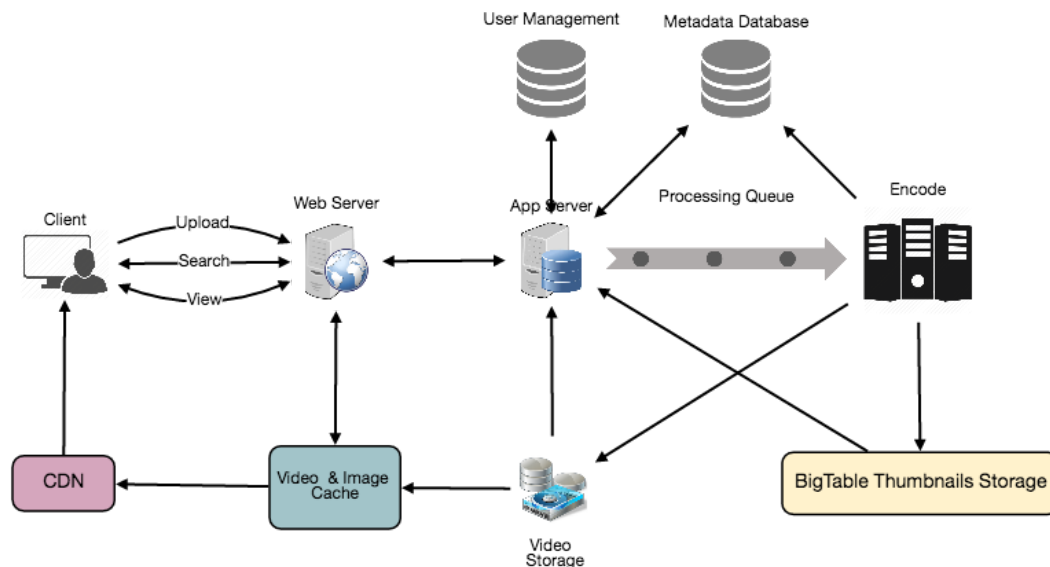 User Management
Metadata Database
Client
Upload
Search
View
Web Server
App Server
Processing Queue
Encode
CDN
Video & Image
Cache
Video
Storage
BigTable Thumbnails Storage